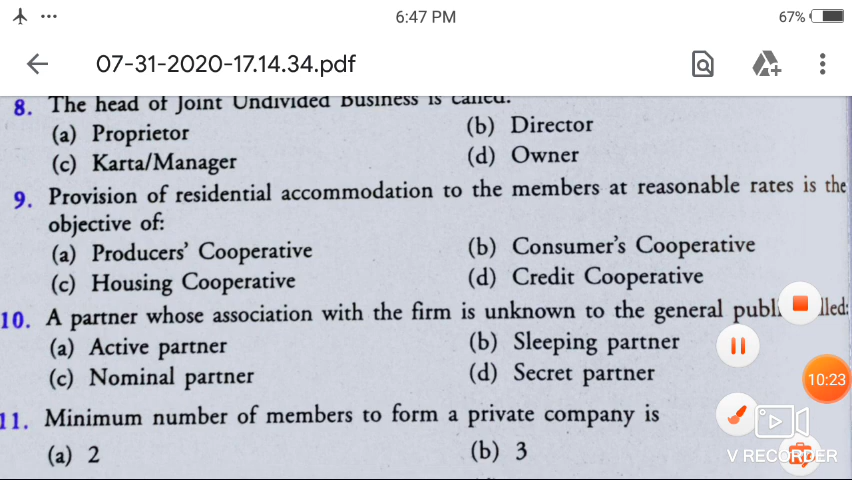 6:47 PM
67%
07-31-2020-17.14.34.pdf
8. The head of Joint Undivided Business is called:
(a) Proprietor (b) Director
(c) Karta/Manager (d) Owner
9. Provision of residential accommodation to the members at reasonable rates is the
objective of:
(a) Producers' Cooperative (b) Consumer's Cooperative
(c) Housing Cooperative (d) Credit Cooperative
10. A partner whose association with the firm is unknown to the general
(a) Active partner (b) Sleeping partner
(c) Nominal partner (d) Secret partner
10:23
11. Minimum number of members to form a private company is
(a) 2 (b) 3
V RECORDER